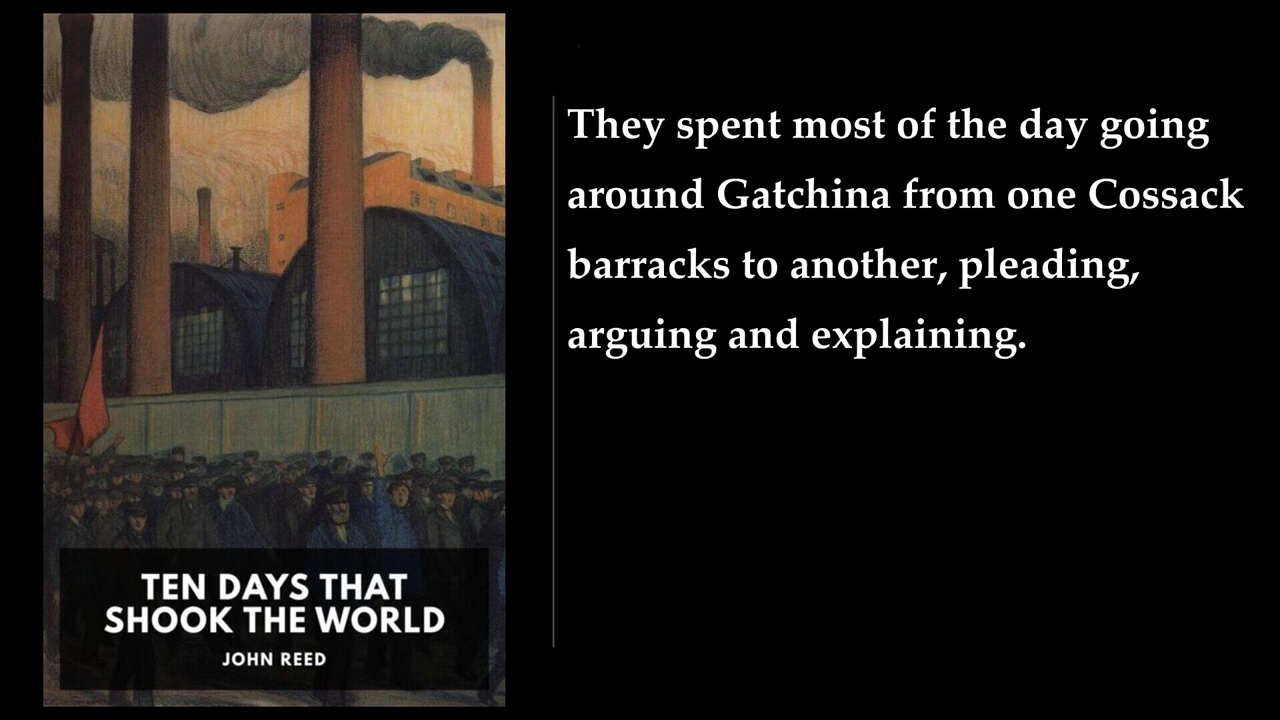 They spent most of the day going
around Gatchina from one Cossack
barracks to another, pleading,
arguing and explaining.
TEN DAYS THAT
SHOOK THE WORLD
JOHN REED